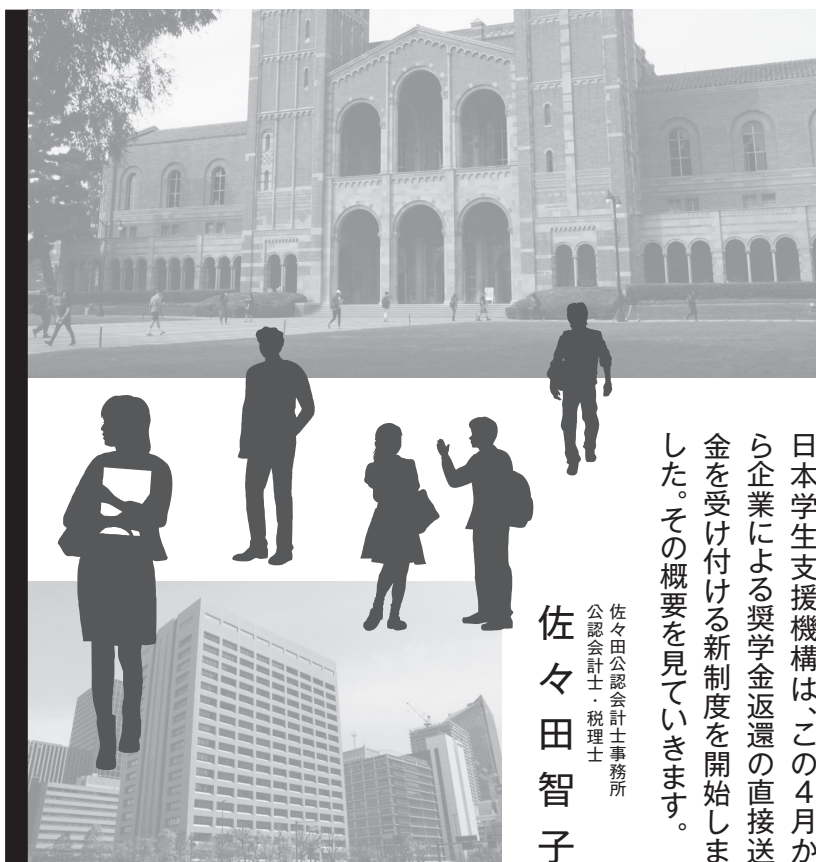 日本学生支援機構は、この4月か
ら企業による奨学金返還の直接送
金を受け付ける新制度を開始しま
した。その概要を見ていきます。
佐々田公認会計士事務所
公認会計士・税理士
佐々田智子